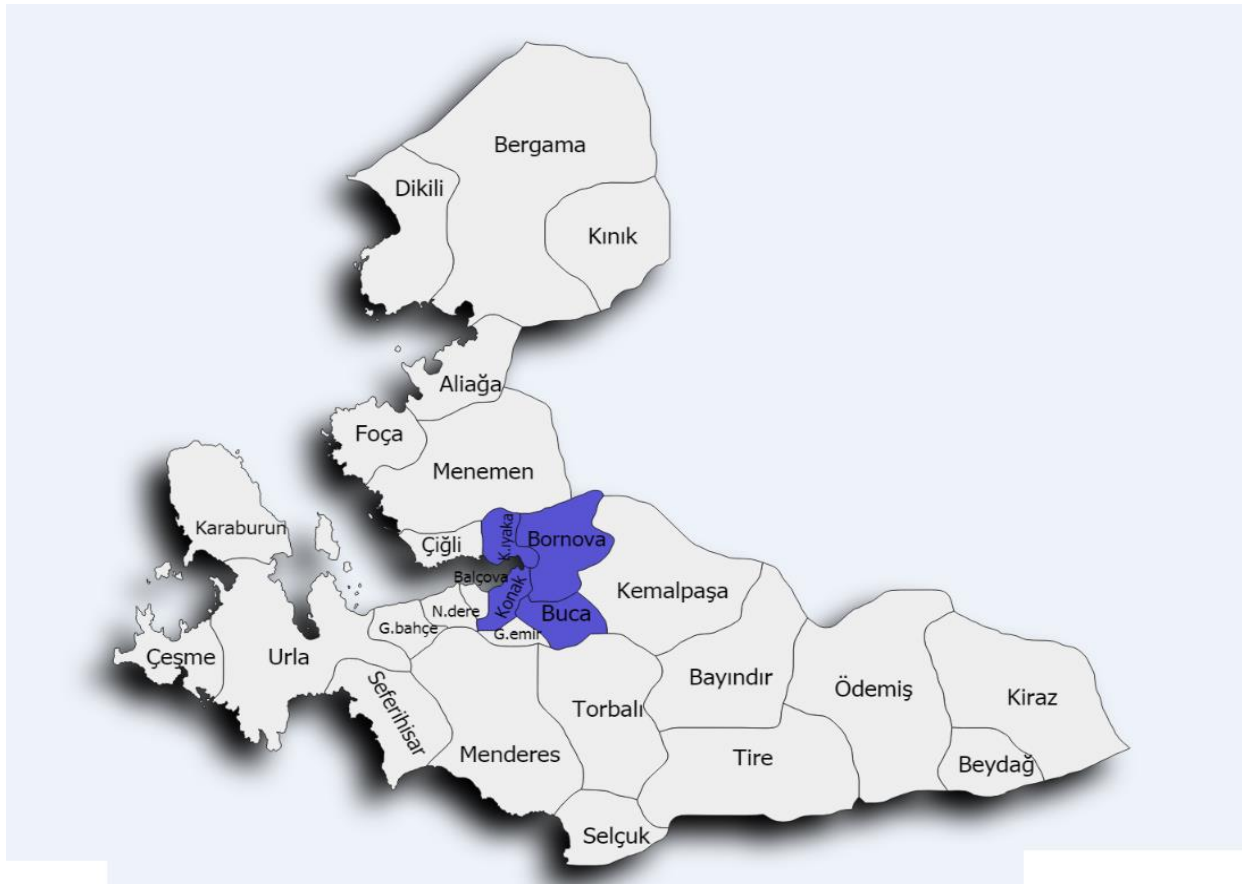 Bergama
Dikili
Kınık
Aliağa
Foça
Menemen
Karaburun
Çiğli
K.ıyaka
Bornova
Balçova
Konak
Kemalpaşa
N.dere
Buca
G.bahçe
G.emir
Çeşme
Urla
Seferihisar
Bayındır
Ödemiş
Kiraz
Torbalı
Menderes
Tire
Beydağ
Selçuk